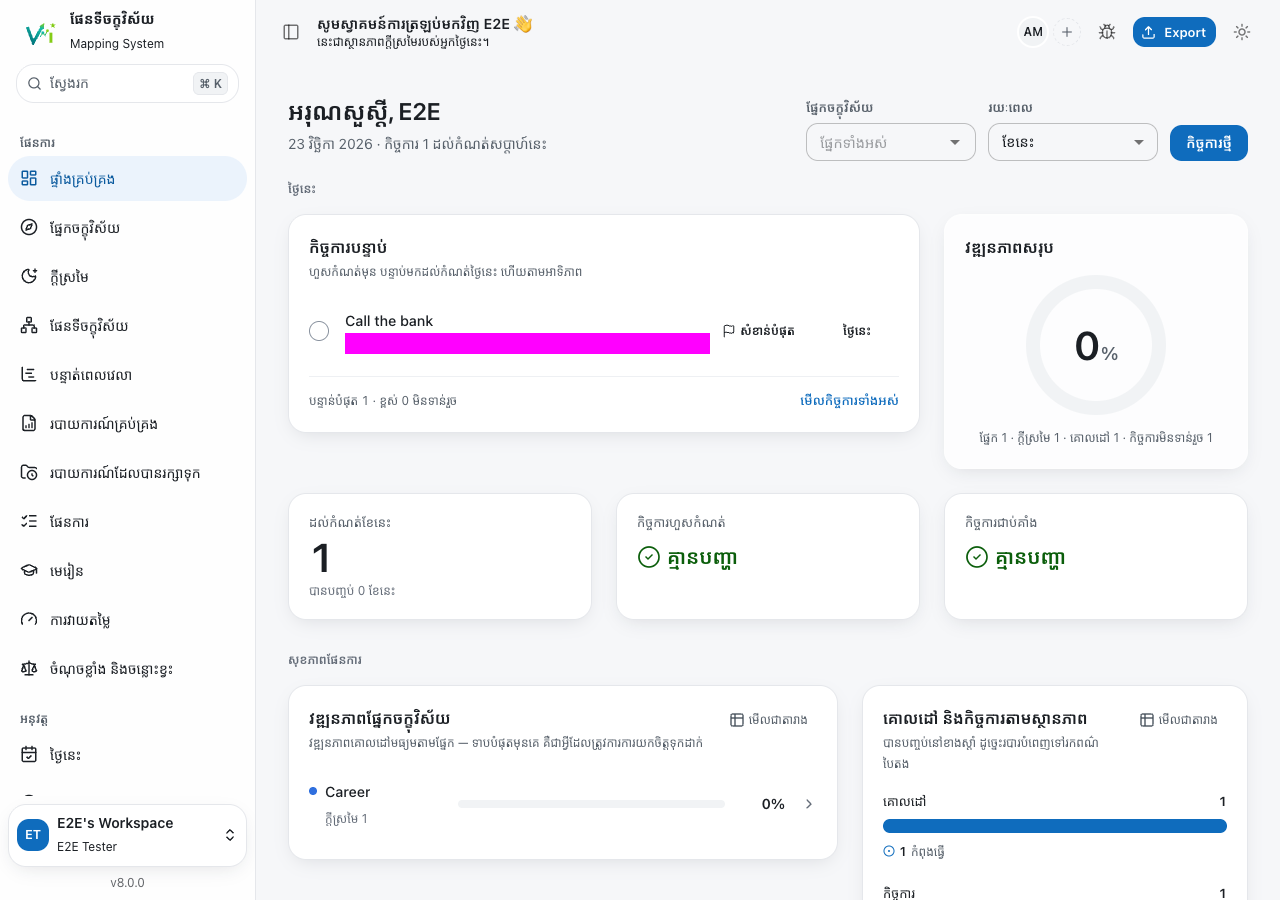 ផែនទីចក្ខុវិស័យ
Mapping System
ស្វែងរក
⌘ K
ផែនការ
ផ្ទាំងគ្រប់គ្រង
ផ្នែកចក្ខុវិស័យ
ក្តីស្រមៃ
ផែនទីចក្ខុវិស័យ
បន្ទាត់ពេលវេលា
របាយការណ៍គ្រប់គ្រង
របាយការណ៍ដែលបានរក្សាទុក
ផែនការ
មេរៀន
ការវាយតម្លៃ
ចំណុចខ្លាំង និងចន្លោះខ្វះ
អនុវត្ត
ថ្ងៃនេះ
ET
E2E's Workspace
E2E Tester
v8.0.0
សូមស្វាគមន៍ការត្រឡប់មកវិញ E2E 👋
នេះជាស្ថានភាពក្តីស្រមៃរបស់អ្នកថ្ងៃនេះ។
AM
Export
អរុណសួស្តី, E2E
23 វិច្ឆិកា 2026 · កិច្ចការ 1 ដល់កំណត់សប្តាហ៍នេះ
ផ្នែកចក្ខុវិស័យ
ផ្នែកទាំងអស់
រយៈពេល
ខែនេះ
កិច្ចការថ្មី
ថ្ងៃនេះ
កិច្ចការបន្ទាប់
ហួសកំណត់មុន បន្ទាប់មកដល់កំណត់ថ្ងៃនេះ ហើយតាមអាទិភាព
Call the bank
សំខាន់បំផុត
ថ្ងៃនេះ
បន្ទាន់បំផុត 1 · ខ្ពស់ 0 មិនទាន់រួច
មើលកិច្ចការទាំងអស់
វឌ្ឍនភាពសរុប
0%
ផ្នែក 1 · ក្តីស្រមៃ 1 · គោលដៅ 1 · កិច្ចការមិនទាន់រួច 1
ដល់កំណត់ខែនេះ
1
បានបញ្ចប់ 0 ខែនេះ
កិច្ចការហួសកំណត់
គ្មានបញ្ហា
កិច្ចការជាប់គាំង
គ្មានបញ្ហា
សុខភាពផែនការ
វឌ្ឍនភាពផ្នែកចក្ខុវិស័យ
មើលជាតារាង
វឌ្ឍនភាពគោលដៅមធ្យមតាមផ្នែក — ទាបបំផុតមុនគេ គឺជាអ្វីដែលត្រូវការការយកចិត្តទុកដាក់
Career
ក្តីស្រមៃ 1
0%
គោលដៅ និងកិច្ចការតាមស្ថានភាព
មើលជាតារាង
បានបញ្ចប់នៅខាងស្តាំ ដូច្នេះរបារបំពេញទៅរកពណ៌
បៃតង
គោលដៅ
1
1 កំពុងធ្វើ
កិច្ចការ
1